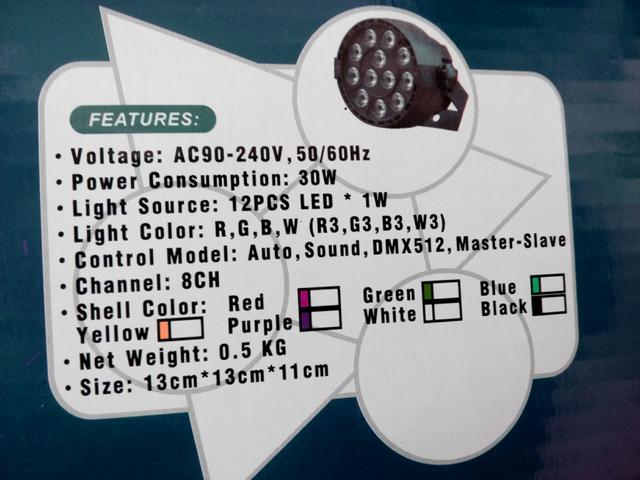 FEATURES:
• Voltage: AC90-240V,50/60Hz
• Power Consumption: 30W
• Light Source: 12PCS LED * 1W
• Light Color: R,G,B,W (R3,G3,B3,W3)
• Control Model: Auto,Sound,DMX512,Master-Slave
• Channel: 8CH
• Shell Color: Red Green Blue
Yellow Purple White Black
• Net Weight: 0.5 KG
• Size: 13cm*13cm*11cm